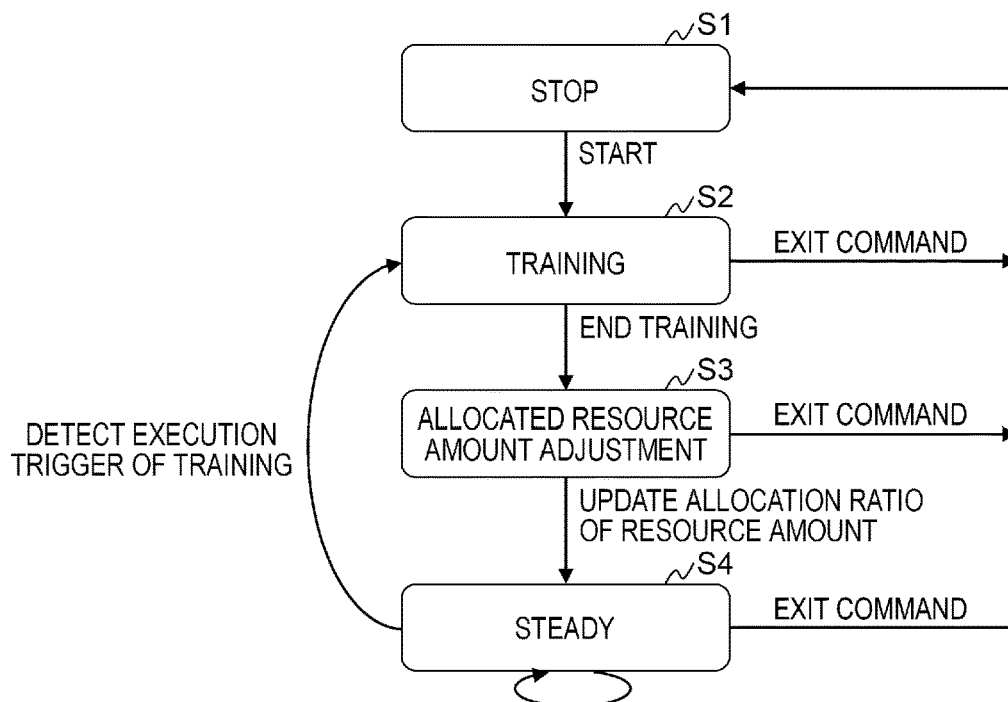 S1
STOP
START
S2
TRAINING
EXIT COMMAND
END TRAINING
S3
ALLOCATED RESOURCE
AMOUNT ADJUSTMENT
EXIT COMMAND
DETECT EXECUTION
TRIGGER OF TRAINING
UPDATE ALLOCATION RATIO
OF RESOURCE AMOUNT
S4
STEADY
EXIT COMMAND